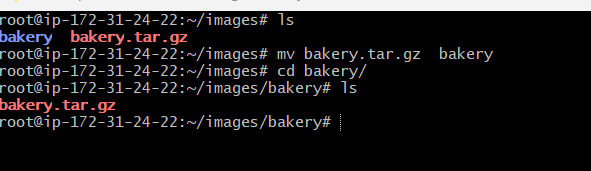 root@ip-172-31-24-22:~/images# ls
bakery  bakery.tar.gz
root@ip-172-31-24-22:~/images# mv bakery.tar.gz  bakery
root@ip-172-31-24-22:~/images# cd bakery/
root@ip-172-31-24-22:~/images/bakery# ls
bakery.tar.gz
root@ip-172-31-24-22:~/images/bakery#